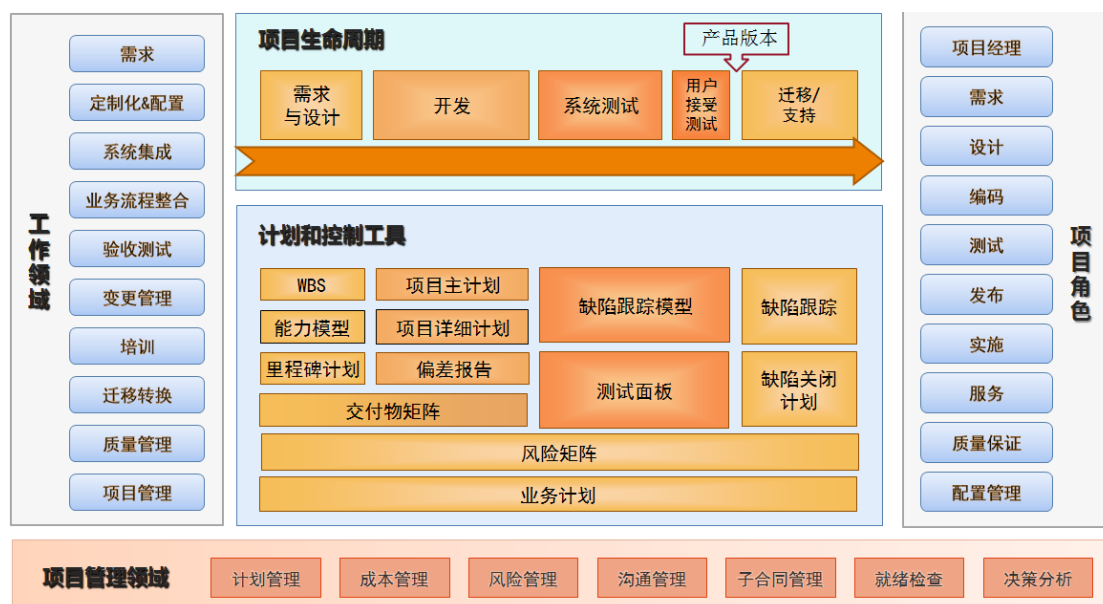 工作领域
需求
定制化&配置
系统集成
业务流程整合
验收测试
变更管理
培训
迁移转换
质量管理
项目管理
项目生命周期
产品版本
需求
与设计
开发
系统测试
用户
接受
测试
迁移/
支持
计划和控制工具
WBS
项目主计划
能力模型
项目详细计划
里程碑计划
偏差报告
交付物矩阵
缺陷跟踪模型
缺陷跟踪
测试面板
缺陷关闭
计划
风险矩阵
业务计划
项目经理
需求
设计
编码
测试
发布
实施
服务
质量保证
配置管理
项目角色
项目管理领域
计划管理
成本管理
风险管理
沟通管理
子合同管理
就绪检查
决策分析